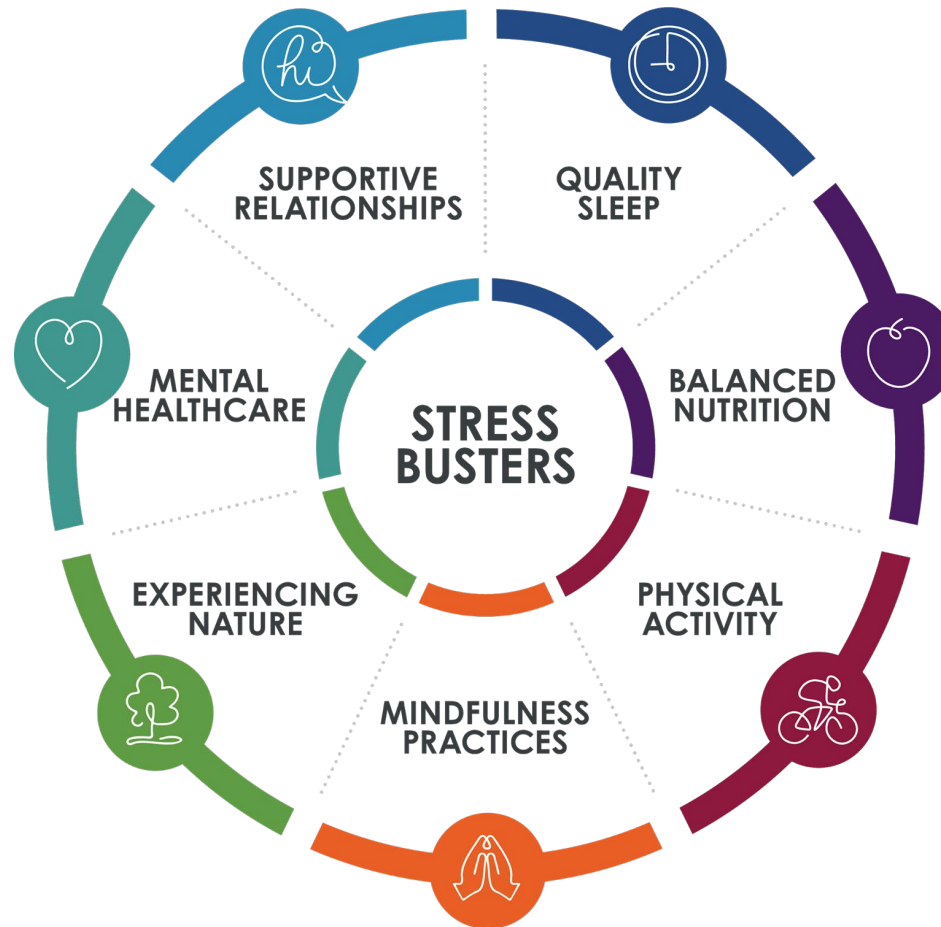 hi
SUPPORTIVE
RELATIONSHIPS
QUALITY
SLEEP
MENTAL
HEALTHCARE
STRESS
BUSTERS
BALANCED
NUTRITION
EXPERIENCING
NATURE
PHYSICAL
ACTIVITY
MINDFULNESS
PRACTICES